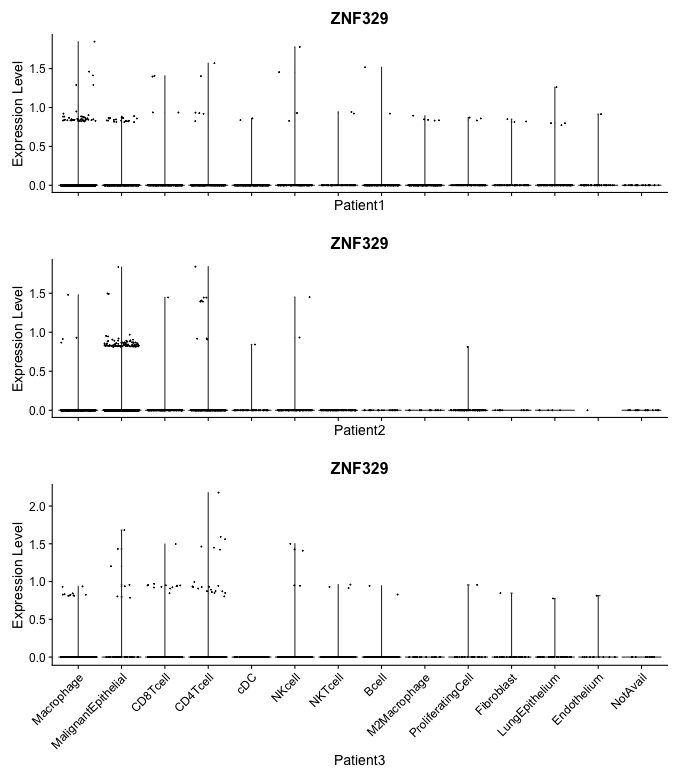 ZNF329
Expression Level
1.5
1.0
0.5
0.0
Patient1
ZNF329
Expression Level
1.5
1.0
0.5
0.0
Patient2
ZNF329
Expression Level
2.0
1.5
1.0
0.5
0.0
Macrophage
MalignantEpithelial
CD8Tcell
CD4Tcell
cDC
NKcell
NKTcell
Bcell
M2Macrophage
ProliferatingCell
Fibroblast
LungEpithelium
Endothelium
NotAvail
Patient3